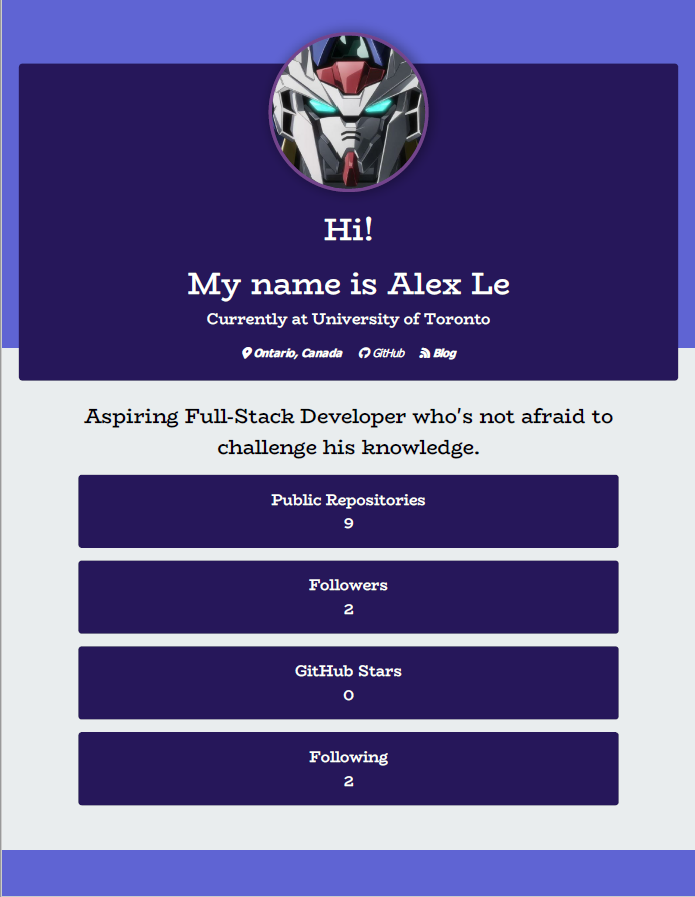 Hi!
My name is Alex Le
Currently at University of Toronto
Ontario, Canada GitHub Blog
Aspiring Full-Stack Developer who's not afraid to
challenge his knowledge.
Public Repositories
9
Followers
2
GitHub Stars
0
Following
2